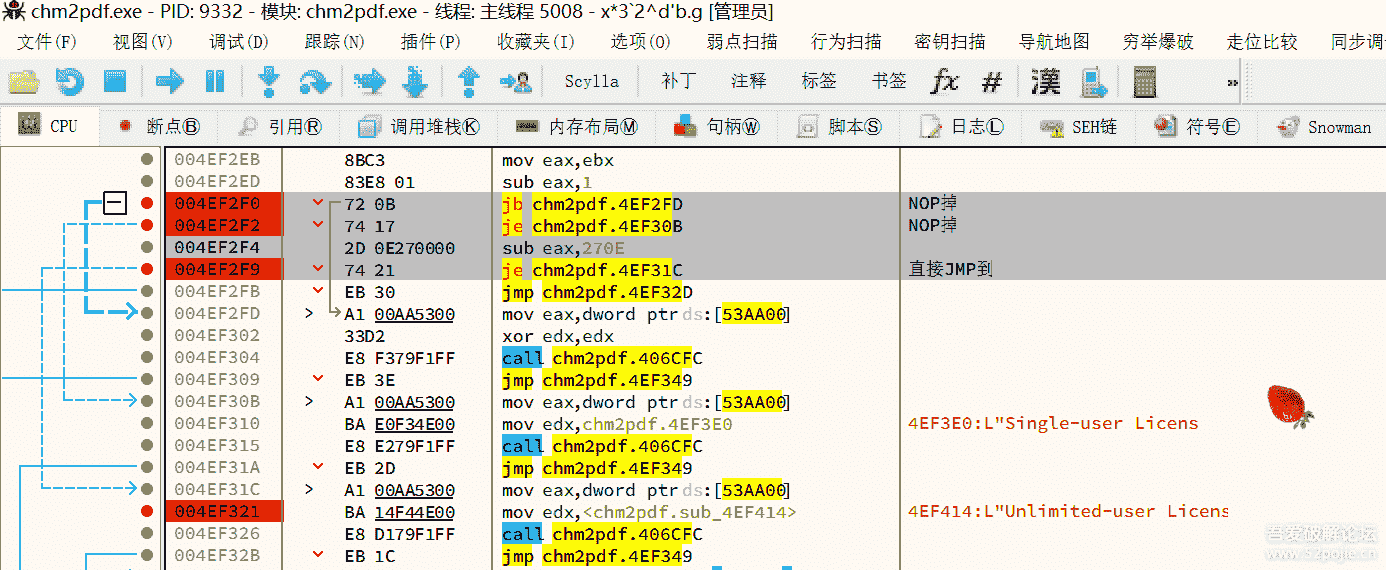 chm2pdf.exe - PID: 9332 - 模块: chm2pdf.exe - 线程: 主线程 5008 - x*3`2^d'b.g [管理员]
文件(F) 视图(V) 调试(D) 跟踪(N) 插件(P) 收藏夹(I) 选项(O) 弱点扫描 行为扫描 密钥扫描 导航地图 穷举爆破 走位比较 同步调
Scylla 补丁 注释 标签 书签 fx # 漢 »
CPU 断点Ⓑ 引用Ⓡ 调用堆栈Ⓚ 内存布局Ⓜ 句柄Ⓦ 脚本Ⓢ 日志Ⓛ SEH链 符号Ⓔ Snowman
004EF2EB 8BC3 mov eax,ebx
004EF2ED 83E8 01 sub eax,1
004EF2F0 72 0B jb chm2pdf.4EF2FD NOP掉
004EF2F2 74 17 je chm2pdf.4EF30B NOP掉
004EF2F4 2D 0E270000 sub eax,270E
004EF2F9 74 21 je chm2pdf.4EF31C 直接JMP到
004EF2FB EB 30 jmp chm2pdf.4EF32D
004EF2FD > A1 00AA5300 mov eax,dword ptr ds:[53AA00]
004EF302 33D2 xor edx,edx
004EF304 E8 F379F1FF call chm2pdf.406CFC
004EF309 EB 3E jmp chm2pdf.4EF349
004EF30B > A1 00AA5300 mov eax,dword ptr ds:[53AA00]
004EF310 BA E0F34E00 mov edx,chm2pdf.4EF3E0 4EF3E0:L"Single-user Licens
004EF315 E8 E279F1FF call chm2pdf.406CFC
004EF31A EB 2D jmp chm2pdf.4EF349
004EF31C > A1 00AA5300 mov eax,dword ptr ds:[53AA00]
004EF321 BA 14F44E00 mov edx,<chm2pdf.sub_4EF414> 4EF414:L"Unlimited-user Licens
004EF326 E8 D179F1FF call chm2pdf.406CFC
004EF32B EB 1C jmp chm2pdf.4EF349
吾爱破解论坛
www.52pojie.cn